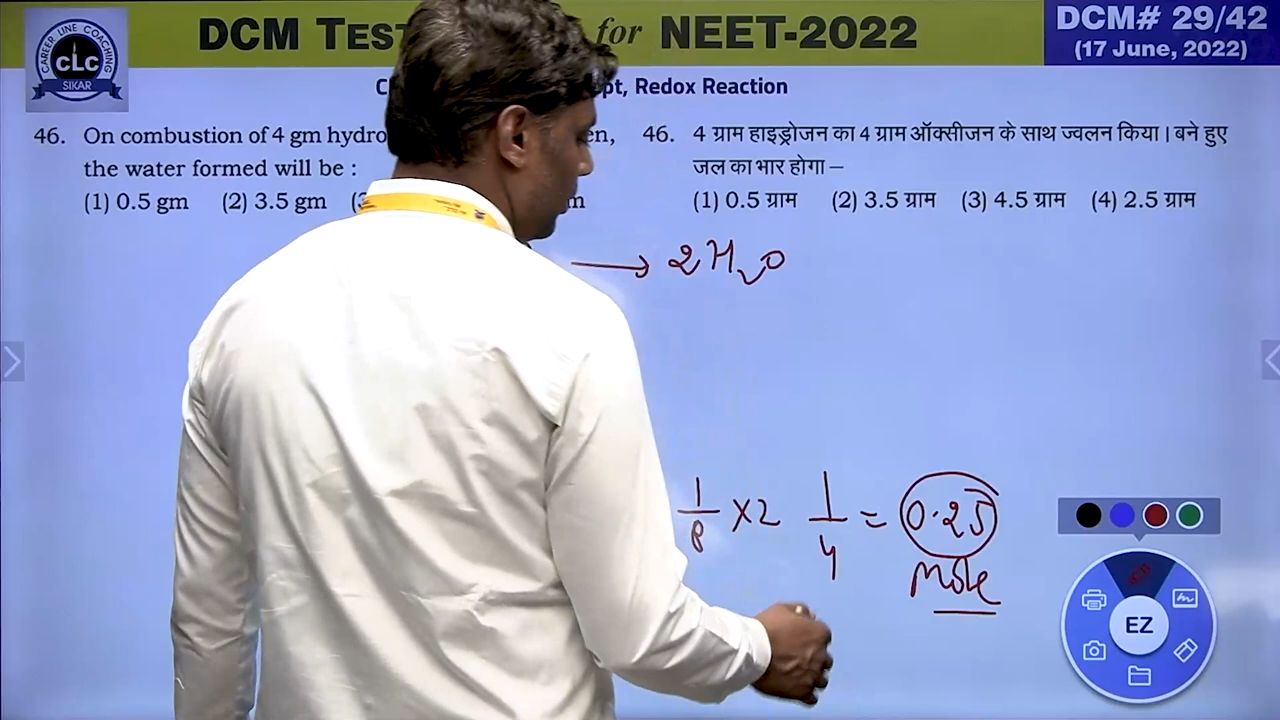 DCM TEST for NEET-2022
DCM# 29/42
(17 June, 2022)
CAREER LINE COACHING
CLC
SIKAR
pt, Redox Reaction
46. On combustion of 4 gm hydro en,
the water formed will be :
(1) 0.5 gm (2) 3.5 gm (3 m
46. 4 ग्राम हाइड्रोजन का 4 ग्राम ऑक्सीजन के साथ ज्वलन किया। बने हुए
जल का भार होगा –
(1) 0.5 ग्राम (2) 3.5 ग्राम (3) 4.5 ग्राम (4) 2.5 ग्राम
→ 2H₂O
1/8 × 2 1/4 = 0.25
mole
EZ